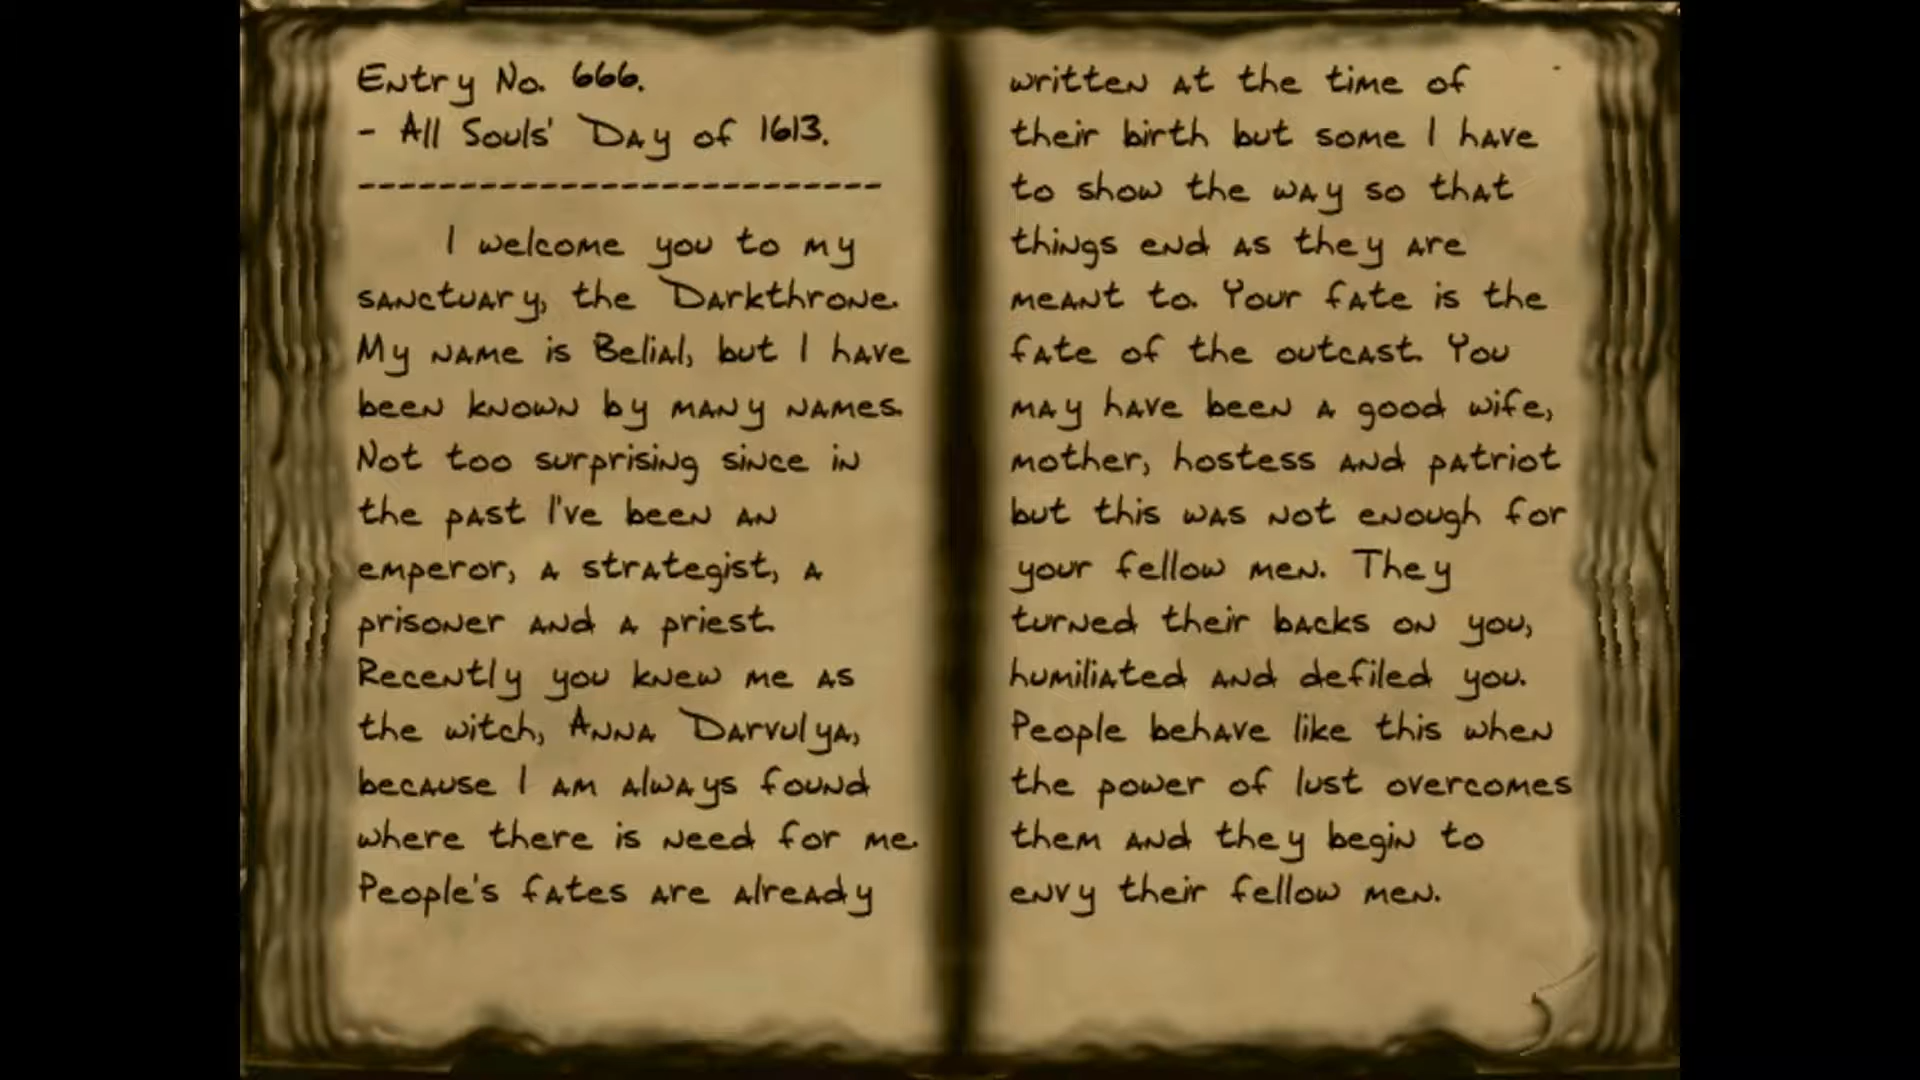 Entry No. 666.
- All Souls' Day of 1613.
--------------------------
I welcome you to my
sanctuary, the Darkthrone.
My name is Belial, but I have
been known by many names.
Not too surprising since in
the past I've been an
emperor, a strategist, a
prisoner and a priest.
Recently you knew me as
the witch, Anna Darvulya,
because I am always found
where there is need for me.
People's fates are already
written at the time of
their birth but some I have
to show the way so that
things end as they are
meant to. Your fate is the
fate of the outcast. You
may have been a good wife,
mother, hostess and patriot
but this was not enough for
your fellow men. They
turned their backs on you,
humiliated and defiled you.
People behave like this when
the power of lust overcomes
them and they begin to
envy their fellow men.